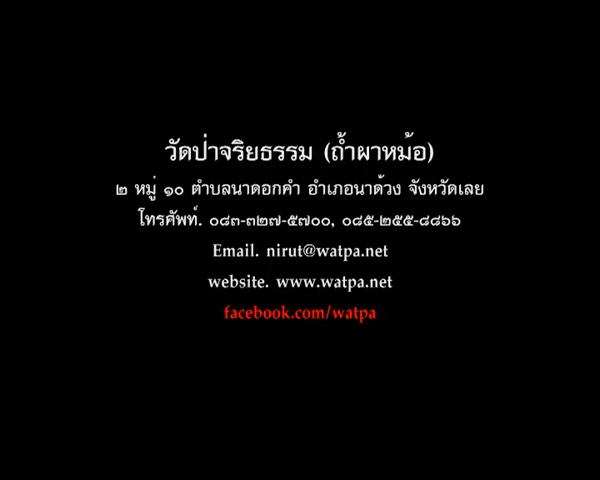 วัดป่าจริยธรรม (ถ้ำผาหม้อ)
๒ หมู่ ๑๐ ตำบลนาดอกคำ อำเภอนาด้วง จังหวัดเลย
โทรศัพท์. ๐๘๓-๓๒๗-๕๗๐๐, ๐๘๕-๒๕๕-๘๘๖๖
Email. nirut@watpa.net
website. www.watpa.net
facebook.com/watpa